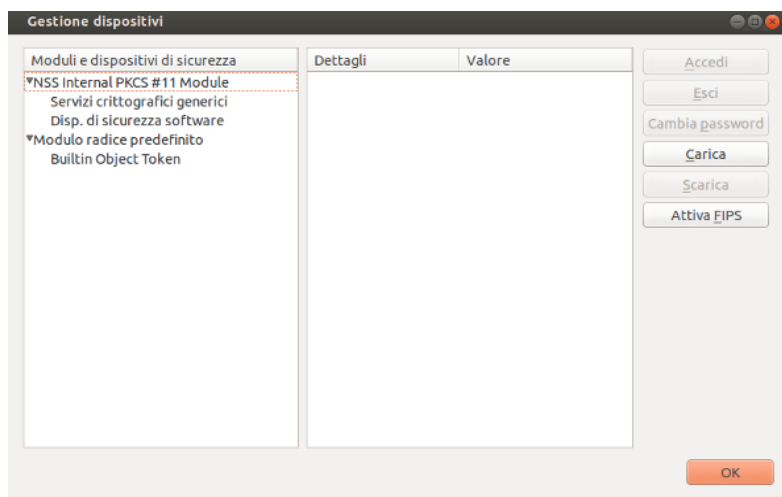 Gestione dispositivi
Moduli e dispositivi di sicurezza
Dettagli
Valore
NSS Internal PKCS #11 Module
Servizi crittografici generici
Disp. di sicurezza software
Modulo radice predefinito
Builtin Object Token
Accedi
Esci
Cambia password
Carica
Scarica
Attiva FIPS
OK